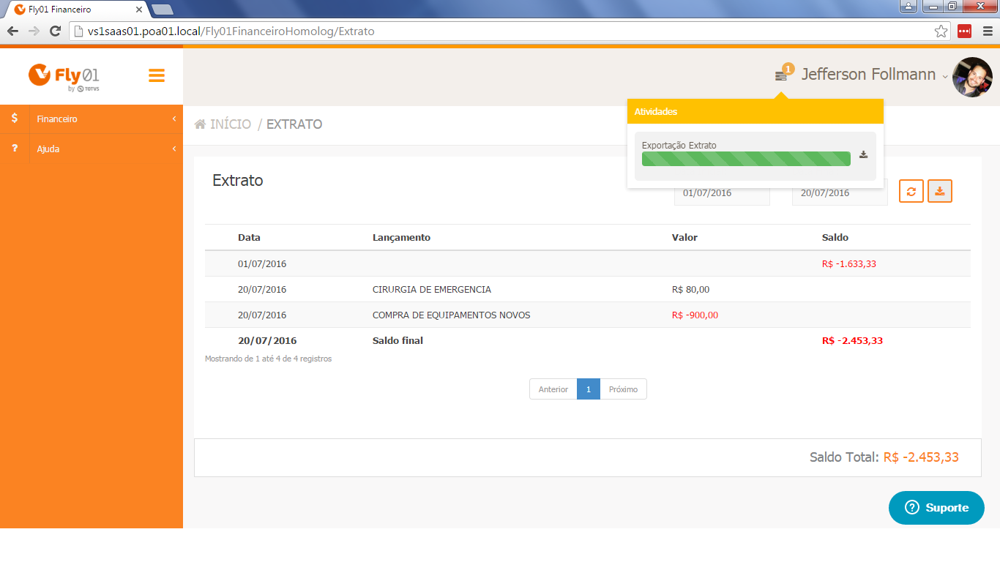 Fly01 Financeiro
vs1saas01.poa01.local/Fly01FinanceiroHomolog/Extrato
Fly01
by TOTVS
1
Jefferson Follmann
Atividades
Exportação Extrato
$ Financeiro
? Ajuda
INÍCIO / EXTRATO
Extrato
01/07/2016 20/07/2016
Data Lançamento Valor Saldo
01/07/2016 R$ -1.633,33
20/07/2016 CIRURGIA DE EMERGENCIA R$ 80,00
20/07/2016 COMPRA DE EQUIPAMENTOS NOVOS R$ -900,00
20/07/2016 Saldo final R$ -2.453,33
Mostrando de 1 até 4 de 4 registros
Anterior 1 Próximo
Saldo Total: R$ -2.453,33
? Suporte